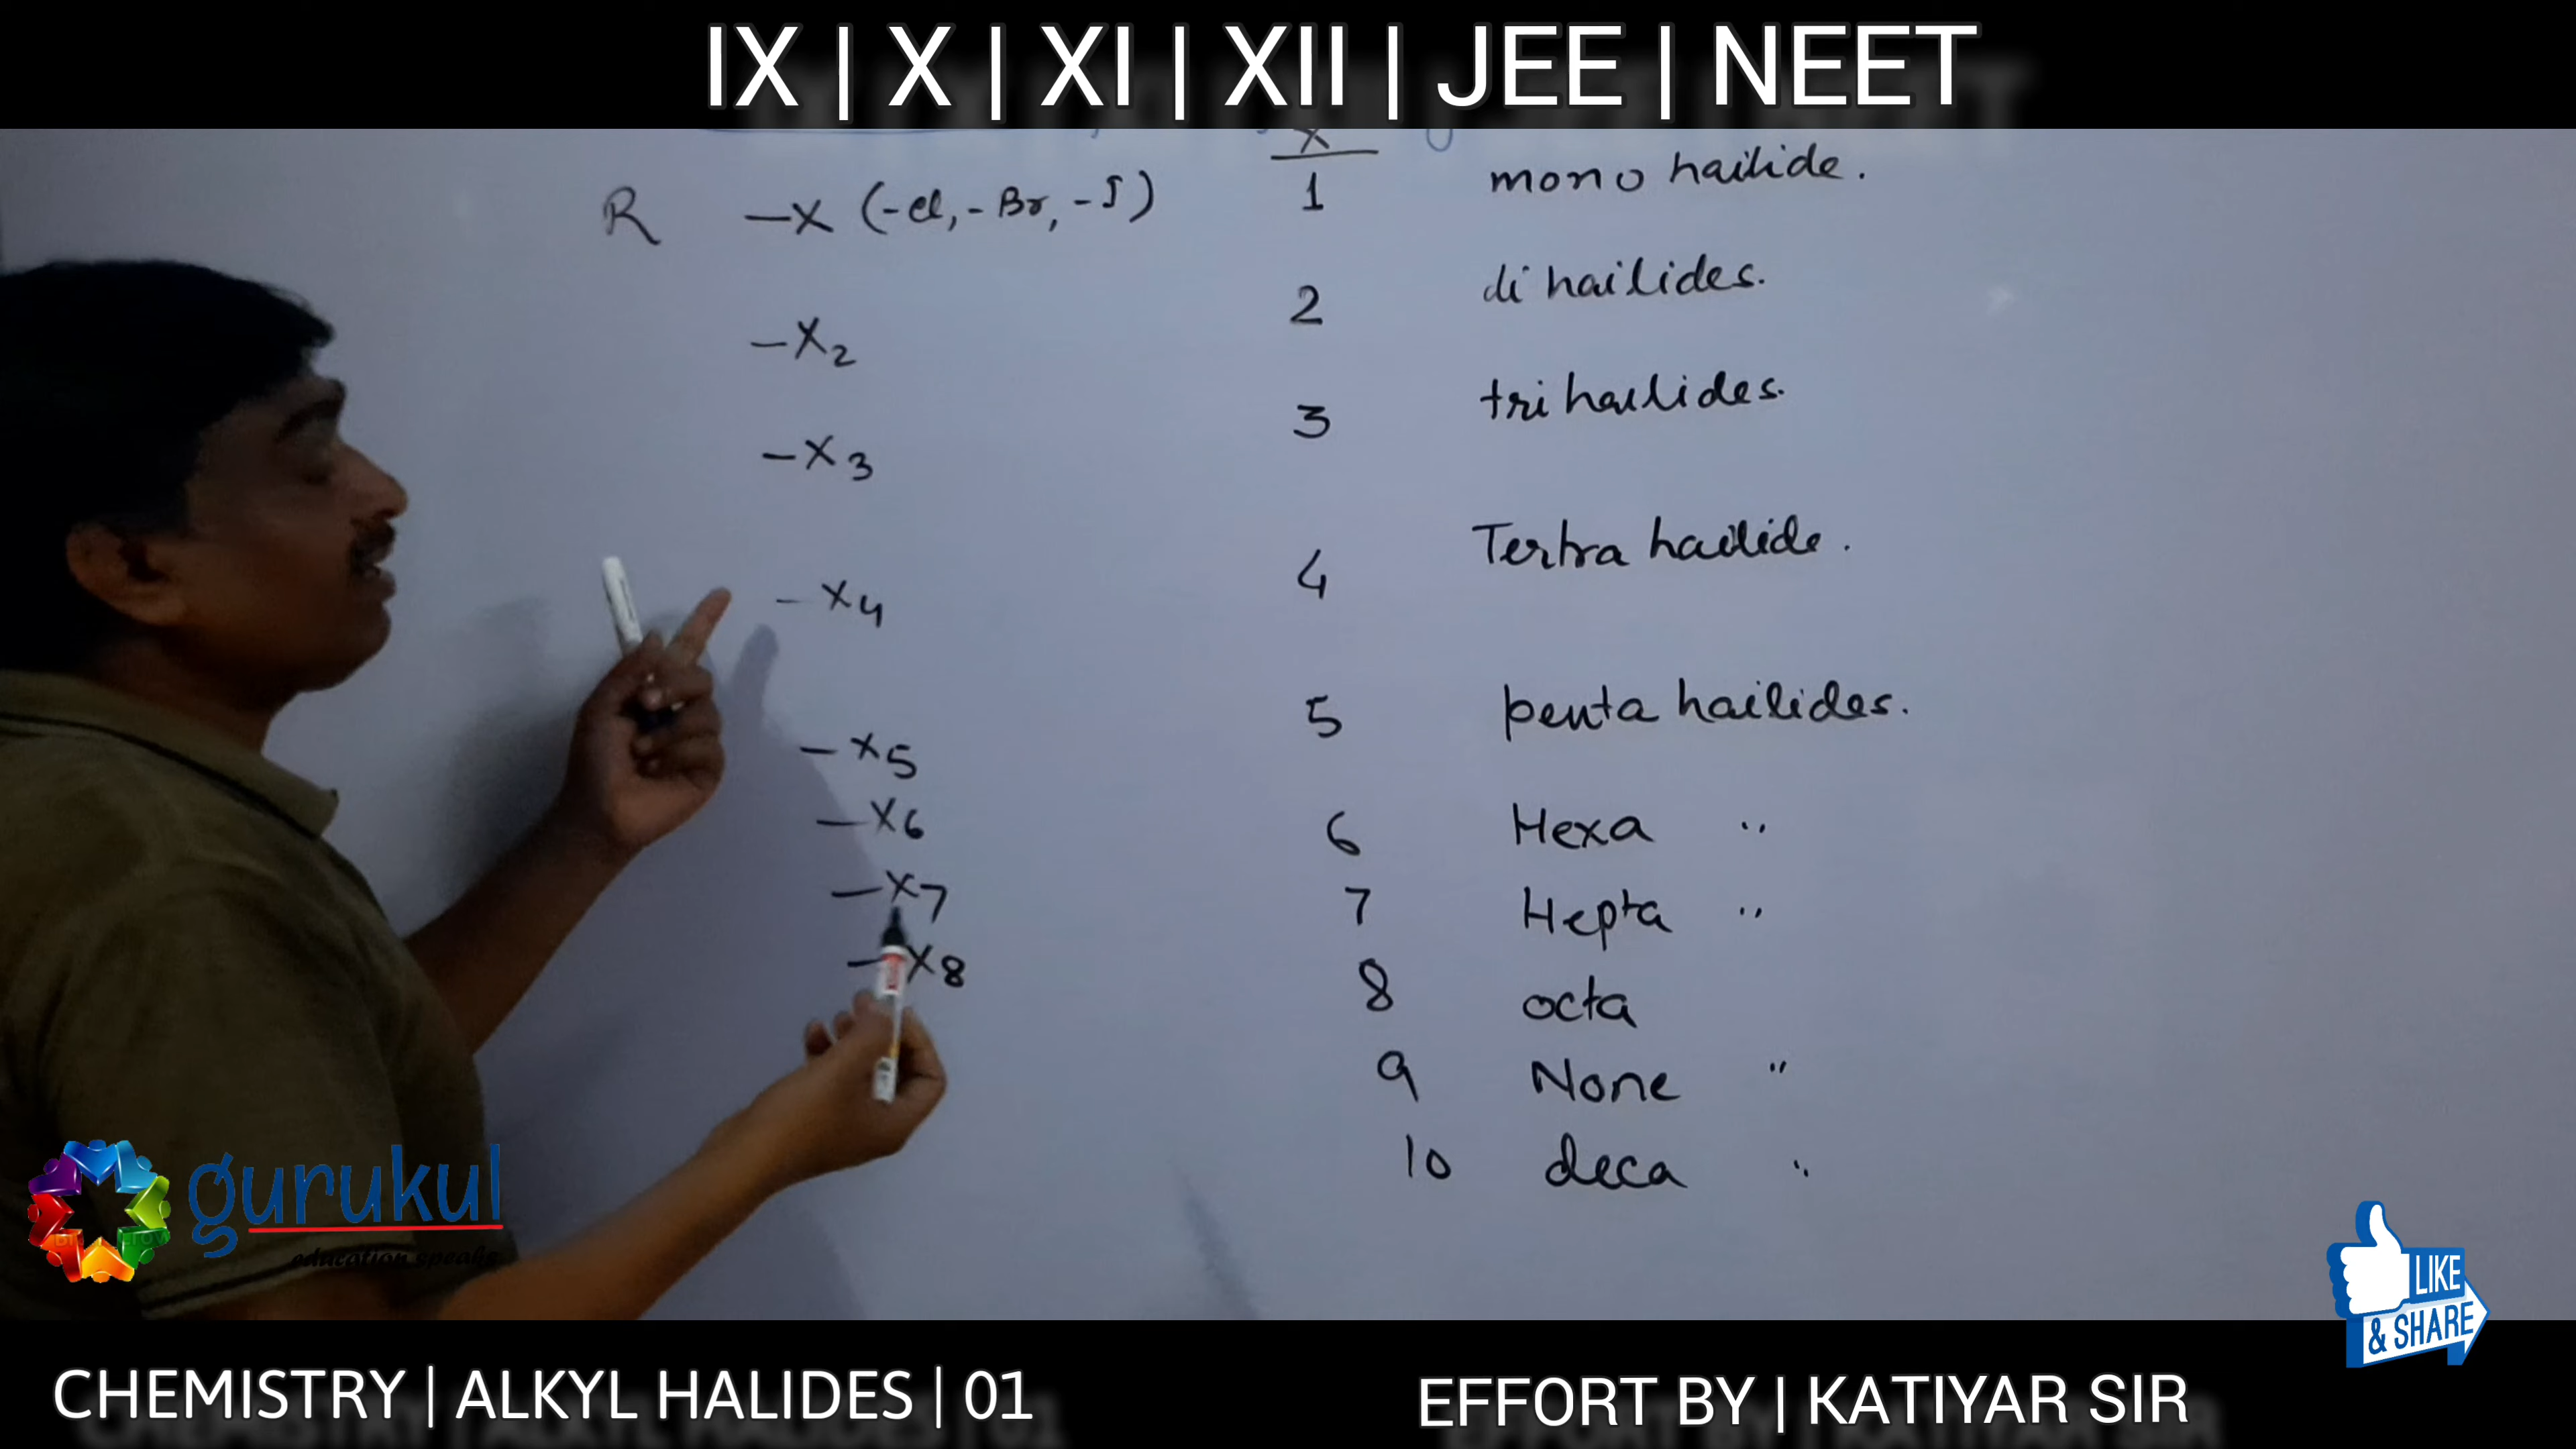 IX | X | XI | XII | JEE | NEET
X
R -X (-Cl, -Br, -I) 1 mono hailide.
-X2 2 di hailides.
-X3 3 tri hailides.
-X4 4 Tertra hailide.
-X5 5 penta hailides.
-X6 6 Hexa "
-X7 7 Hepta "
-X8 8 octa
9 None "
10 deca "
gurukul
education speaks
LIKE
& SHARE
CHEMISTRY | ALKYL HALIDES | 01
EFFORT BY | KATIYAR SIR